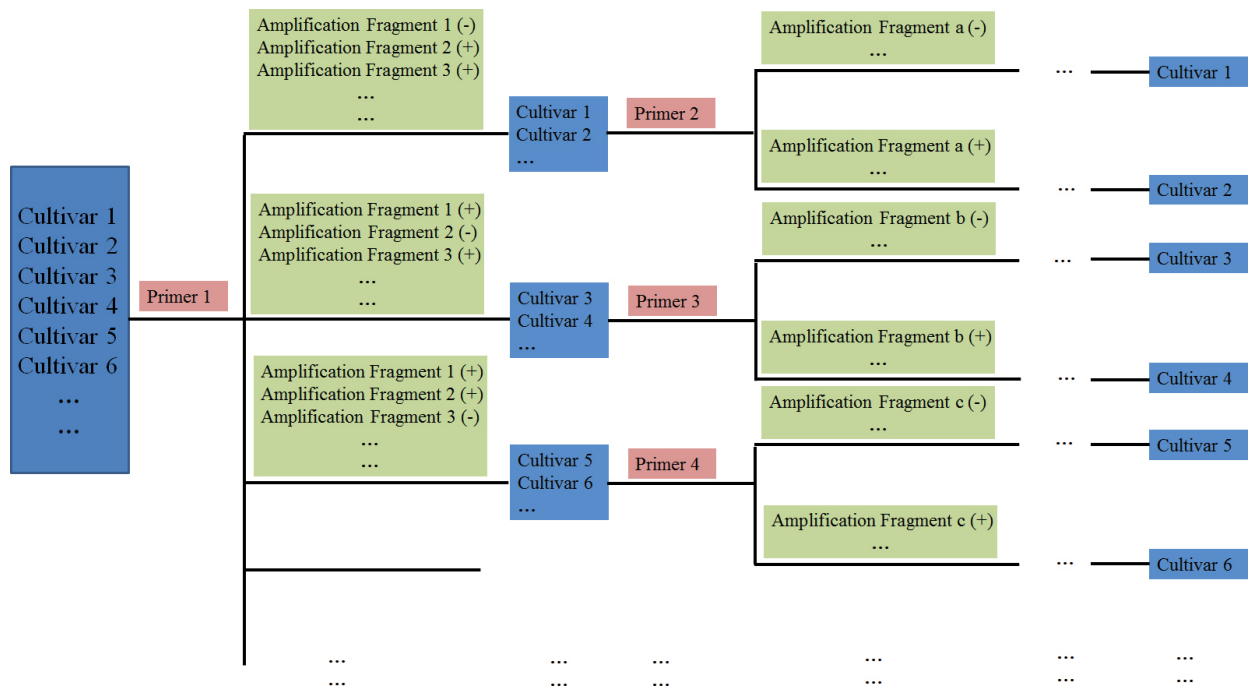 Cultivar 1
Cultivar 2
Cultivar 3
Cultivar 4
Cultivar 5
Cultivar 6
...
...
Primer 1
Amplification Fragment 1 (-)
Amplification Fragment 2 (+)
Amplification Fragment 3 (+)
...
...
Cultivar 1
Cultivar 2
...
Primer 2
Amplification Fragment a (-)
...
...
Cultivar 1
Amplification Fragment a (+)
...
...
Cultivar 2
Amplification Fragment 1 (+)
Amplification Fragment 2 (-)
Amplification Fragment 3 (+)
...
...
Cultivar 3
Cultivar 4
...
Primer 3
Amplification Fragment b (-)
...
...
Cultivar 3
Amplification Fragment b (+)
...
...
Cultivar 4
Amplification Fragment 1 (+)
Amplification Fragment 2 (+)
Amplification Fragment 3 (-)
...
...
Cultivar 5
Cultivar 6
...
Primer 4
Amplification Fragment c (-)
...
...
Cultivar 5
Amplification Fragment c (+)
...
...
Cultivar 6
... ... ... ... ... ...
... ... ... ... ... ...